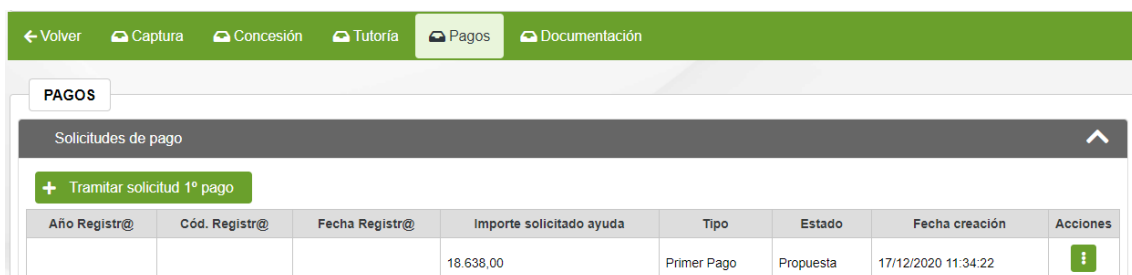 Volver Captura Concesión Tutoría Pagos Documentación
PAGOS
Solicitudes de pago
+ Tramitar solicitud 1º pago
Año Registr@ Cód. Registr@ Fecha Registr@ Importe solicitado ayuda Tipo Estado Fecha creación Acciones
18.638,00 Primer Pago Propuesta 17/12/2020 11:34:22